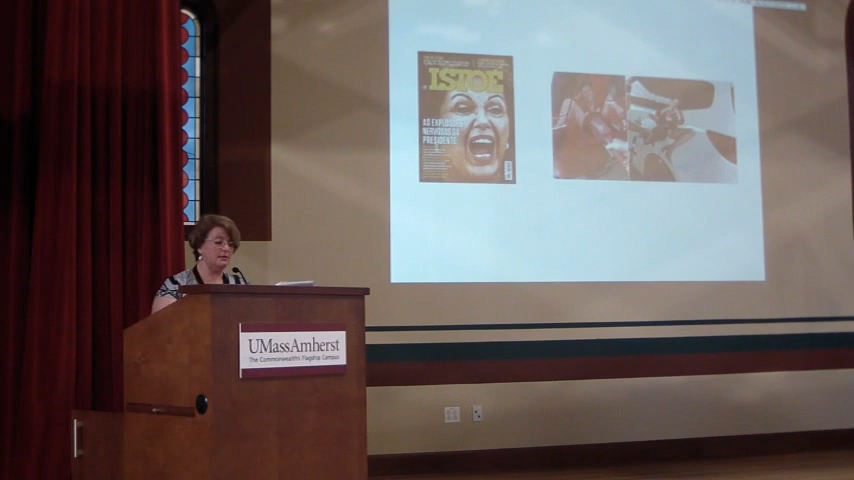 ISTOÉ
AS EXPLOSÕES
NERVOSAS DA
PRESIDENTE
UMassAmherst
The Commonwealth's Flagship Campus